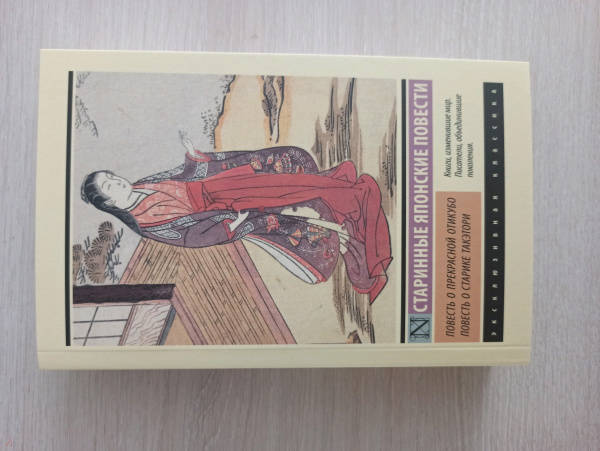 СТАРИННЫЕ ЯПОНСКИЕ ПОВЕСТИ
ПОВЕСТЬ О ПРЕКРАСНОЙ ОТИКУБО
ПОВЕСТЬ О СТАРИКЕ ТАКЭТОРИ
Книги, изменившие мир.
Писатели, объединившие
поколения.
ЭКСКЛЮЗИВНАЯ КЛАССИКА